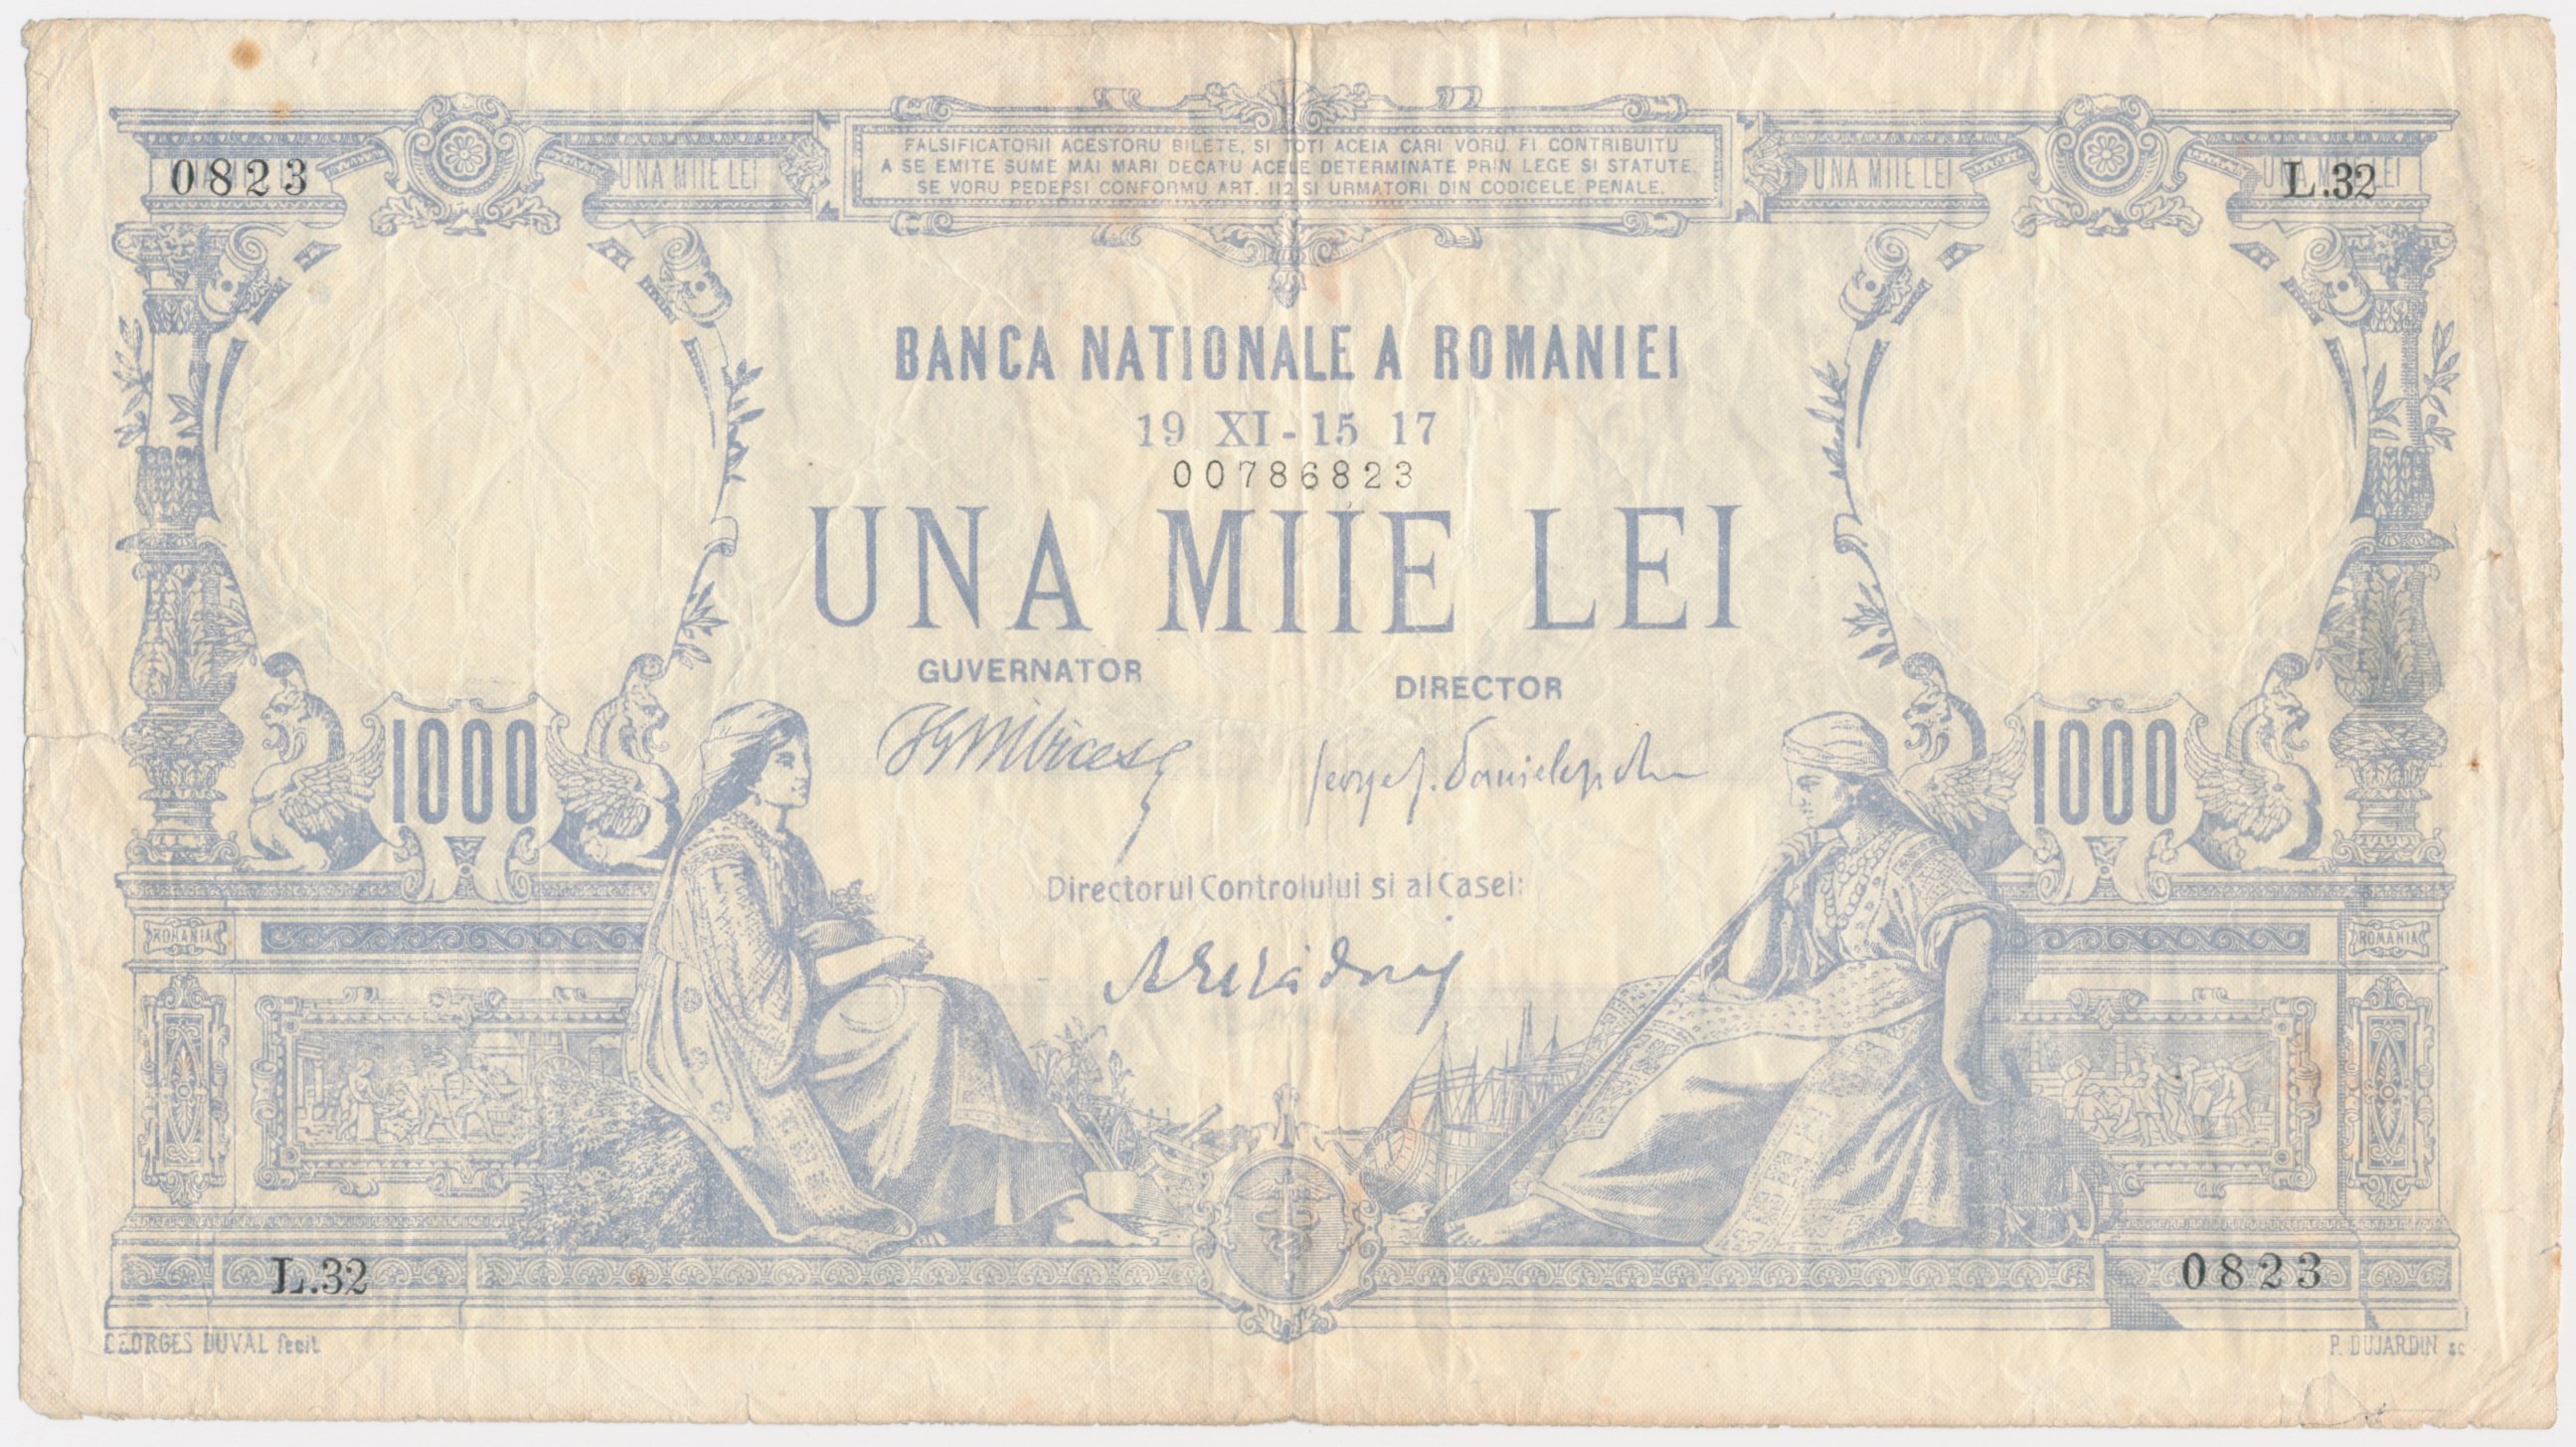 FALSIFICATORII ACESTORU BILETE, SI TOTI ACEIA CARI VORU FI CONTRIBUITU
A SE EMITE SUME MAI MARI DECATU ACELE DETERMINATE PRIN LEGE SI STATUTE,
SE VORU PEDEPSI CONFORMU ART. 112 SI URMATORI DIN CODICELE PENALE.
0823 UNA MIIE LEI UNA MIIE LEI UNA MIIE LEI L.32
BANCA NATIONALE A ROMANIEI
19 XI-15 17
00786823
UNA MIIE LEI
GUVERNATOR DIRECTOR
1000 1000
Directorul Controlului si al Casei:
ROMANIA ROMANIA
L.32 0823
GEORGES DUVAL fecit P. DUJARDIN sc